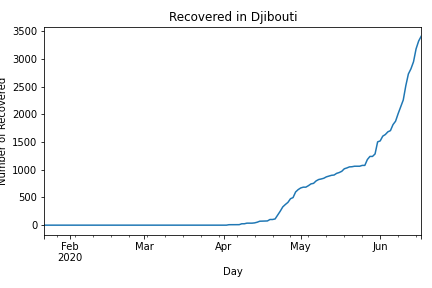 Recovered in Djibouti
Number of Recovered
3500
3000
2500
2000
1500
1000
500
0
Feb
2020
Mar
Apr
May
Jun
Day